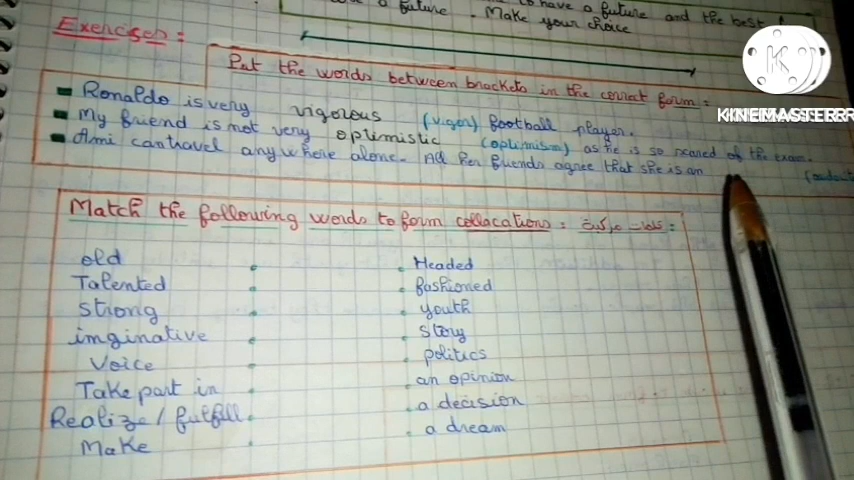 to have a future and the best
a future. Make your choice
Exercises :
Put the words between brackets in the correct form :
Ronaldo is very vigorous (vigor) football player.
My friend is not very optimistic (optimism) as he is so scared of the exam.
Ami can travel anywhere alone. All her friends agree that she is an
Match the following words to form collacations : كلمات مركبة :
old
Talented
strong
imginative
Voice
Take part in
Realize / fulfill
Make
Headed
fashioned
youth
story
politics
an opinion
a decision
a dream
K
KINEMASTER